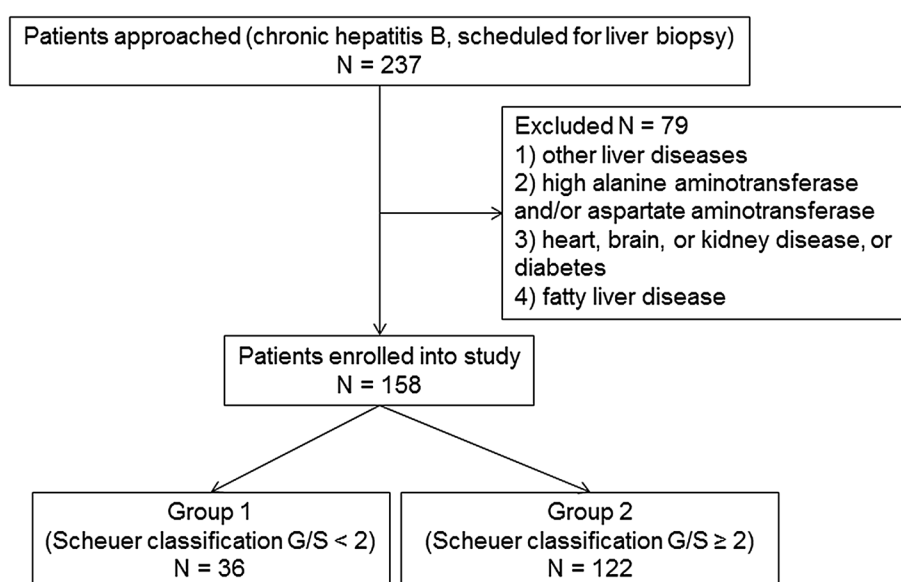 Patients approached (chronic hepatitis B, scheduled for liver biopsy)
N = 237
Excluded N = 79
1) other liver diseases
2) high alanine aminotransferase
and/or aspartate aminotransferase
3) heart, brain, or kidney disease, or
diabetes
4) fatty liver disease
Patients enrolled into study
N = 158
Group 1
(Scheuer classification G/S < 2)
N = 36
Group 2
(Scheuer classification G/S ≥ 2)
N = 122